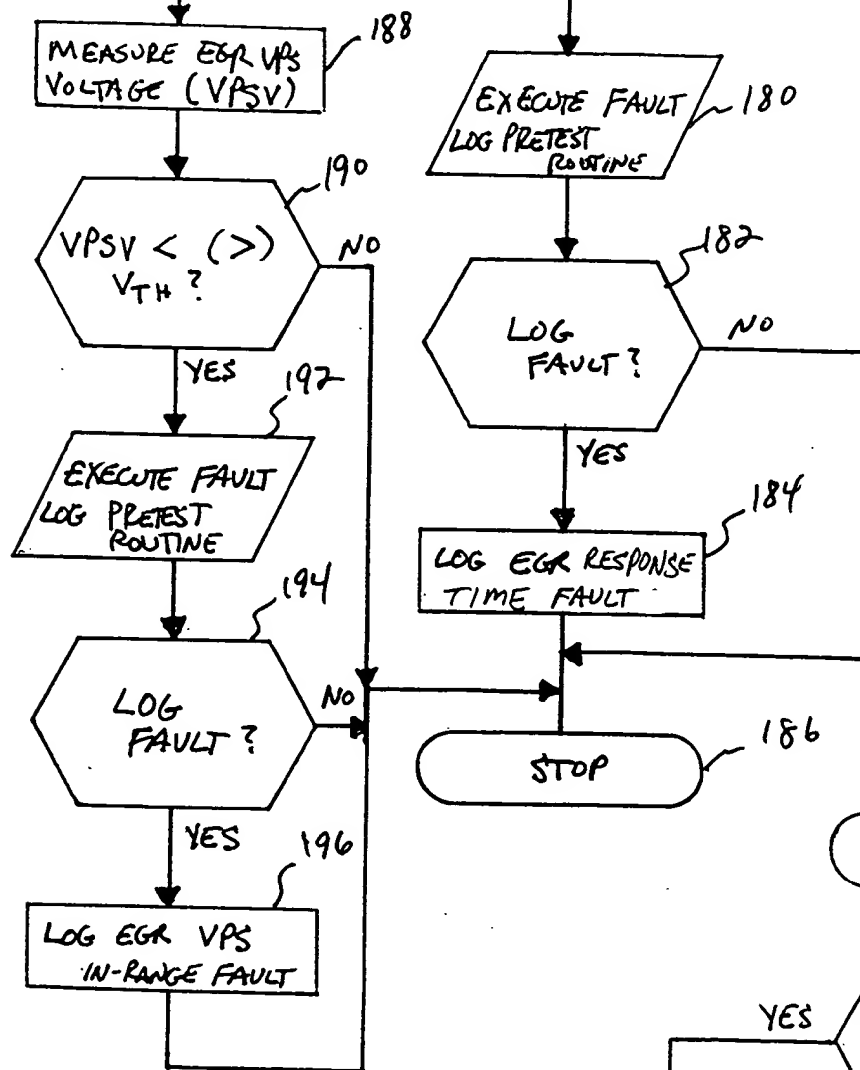 MEASURE EGR VPS
VOLTAGE (VPSV)
188
190
VPSV < (>)
VTH?
NO
YES
192
EXECUTE FAULT
LOG PRETEST
ROUTINE
194
LOG
FAULT?
NO
YES
196
LOG EGR VPS
IN-RANGE FAULT
EXECUTE FAULT
LOG PRETEST
ROUTINE
180
182
LOG
FAULT?
NO
YES
184
LOG EGR RESPONSE
TIME FAULT
STOP
186
YES